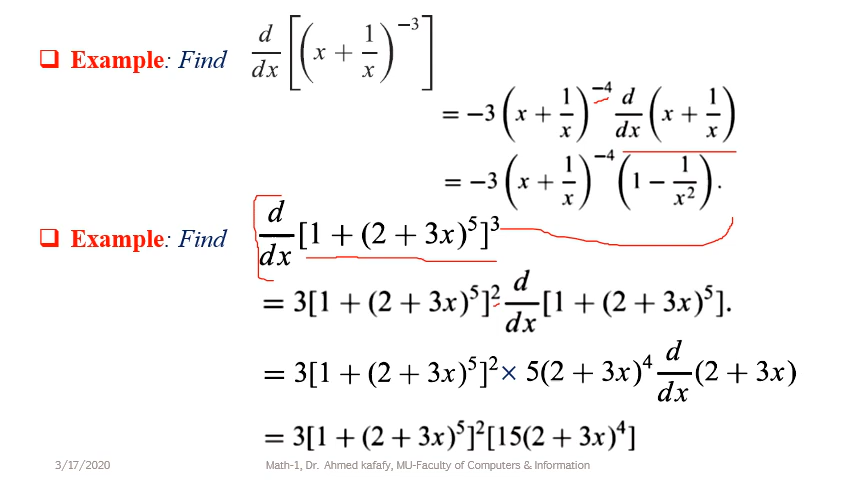 ❑ Example: Find d/dx [(x + 1/x)⁻³]
= −3 (x + 1/x)⁻⁴ d/dx (x + 1/x)
= −3 (x + 1/x)⁻⁴ (1 − 1/x²).
❑ Example: Find d/dx [1 + (2 + 3x)⁵]³
= 3[1 + (2 + 3x)⁵]² d/dx [1 + (2 + 3x)⁵].
= 3[1 + (2 + 3x)⁵]² × 5(2 + 3x)⁴ d/dx (2 + 3x)
= 3[1 + (2 + 3x)⁵]²[15(2 + 3x)⁴]
3/17/2020 Math-1, Dr. Ahmed kafafy, MU-Faculty of Computers & Information